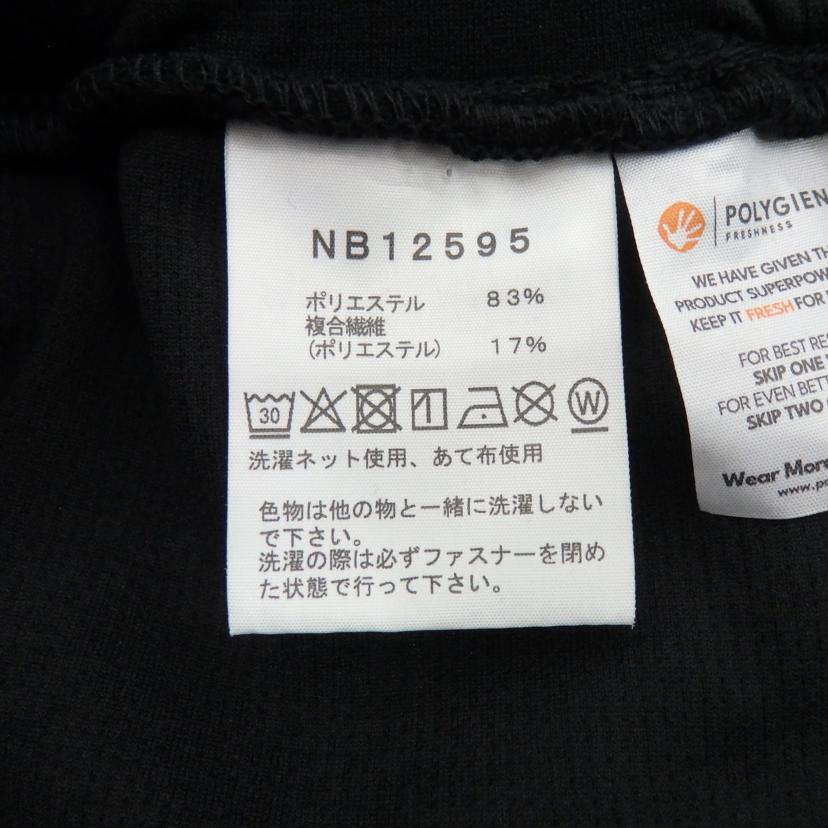 NB12595
ポリエステル 83%
複合繊維
(ポリエステル) 17%
30
W
洗濯ネット使用、あて布使用
色物は他の物と一緒に洗濯しない
で下さい。
洗濯の際は必ずファスナーを閉め
た状態で行って下さい。
POLYGIEN
FRESHNESS
WE HAVE GIVEN
PRODUCT SUPERPOW
KEEP IT FRESH FOR
FOR BEST RES
SKIP ONE
FOR EVEN BETT
SKIP TWO
Wear Mor
www.p